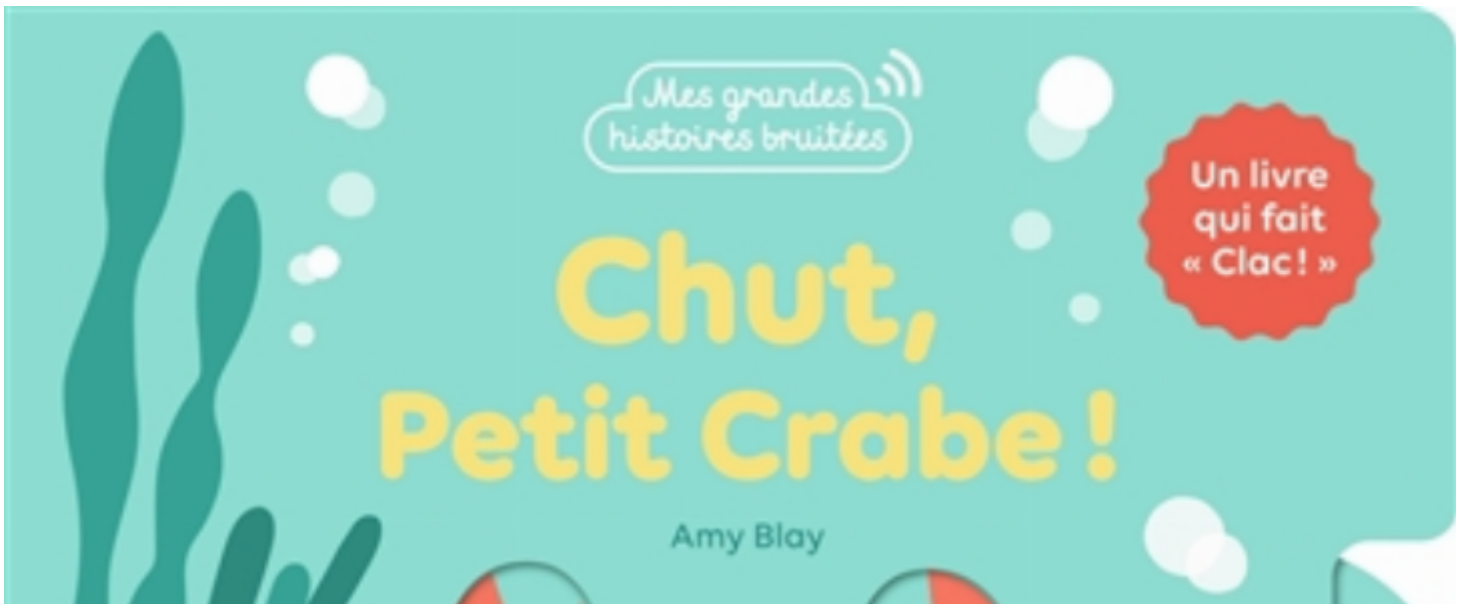 Mes grandes
histoires bruitées
Un livre
qui fait
« Clac! »
Chut,
Petit Crabe !
Amy Blay